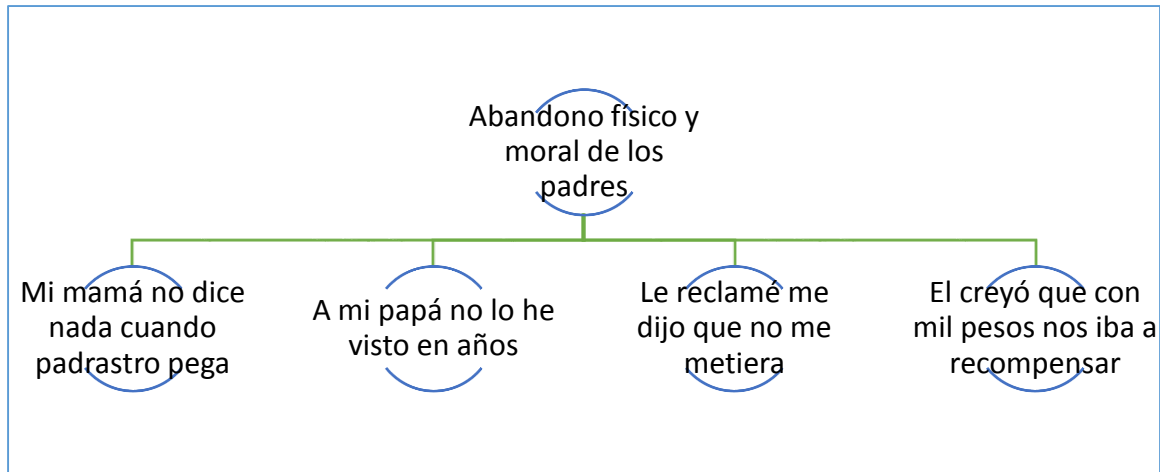 Abandono físico y
moral de los
padres
Mi mamá no dice
nada cuando
padrastro pega
A mi papá no lo he
visto en años
Le reclamé me
dijo que no me
metiera
El creyó que con
mil pesos nos iba a
recompensar